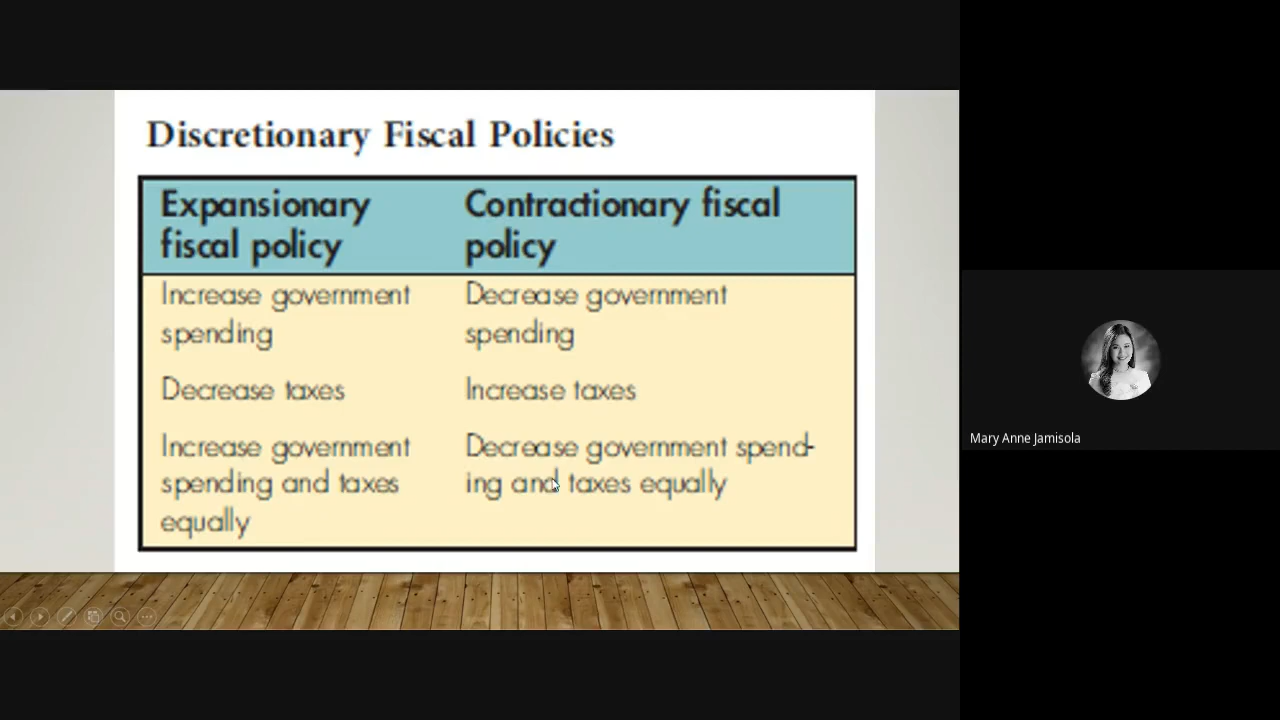 Discretionary Fiscal Policies
Expansionary
fiscal policy
Contractionary fiscal
policy
Increase government
spending
Decrease government
spending
Decrease taxes
Increase taxes
Increase government
spending and taxes
equally
Decrease government spend-
ing and taxes equally
Mary Anne Jamisola